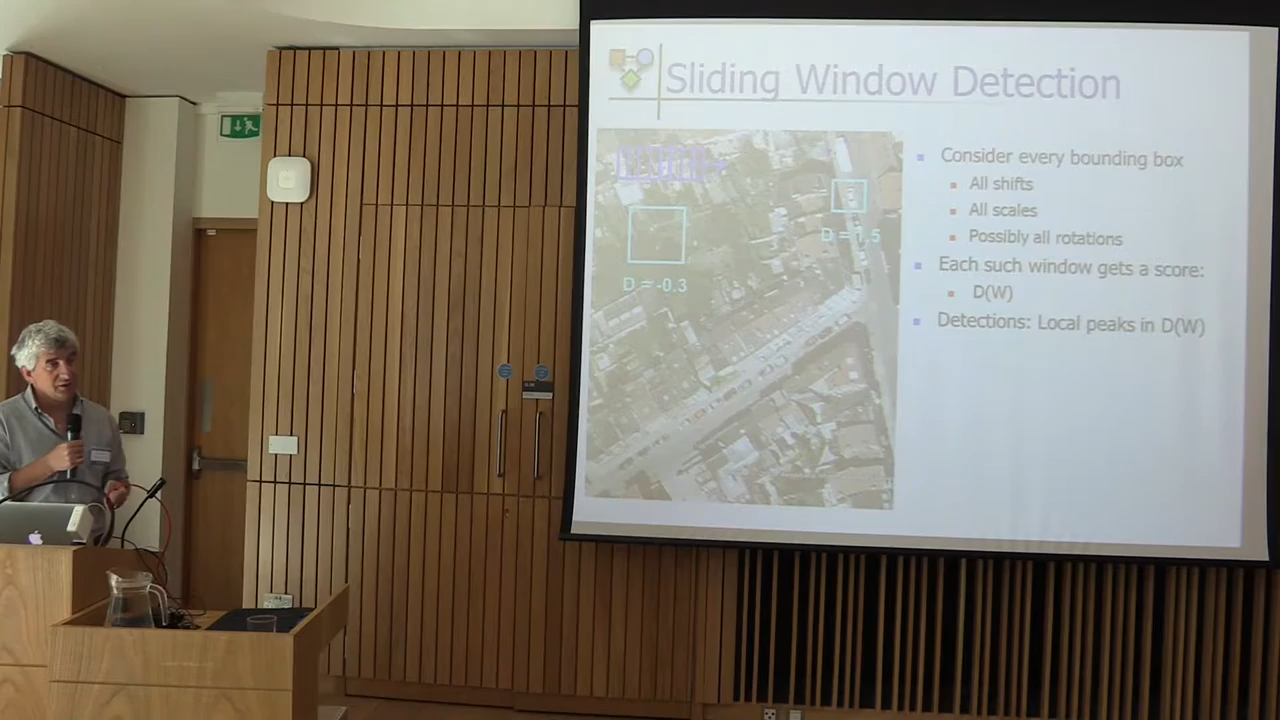 Sliding Window Detection
Consider every bounding box
All shifts
All scales
Possibly all rotations
Each such window gets a score:
D(W)
Detections: Local peaks in D(W)
D = 1.5
D = -0.3